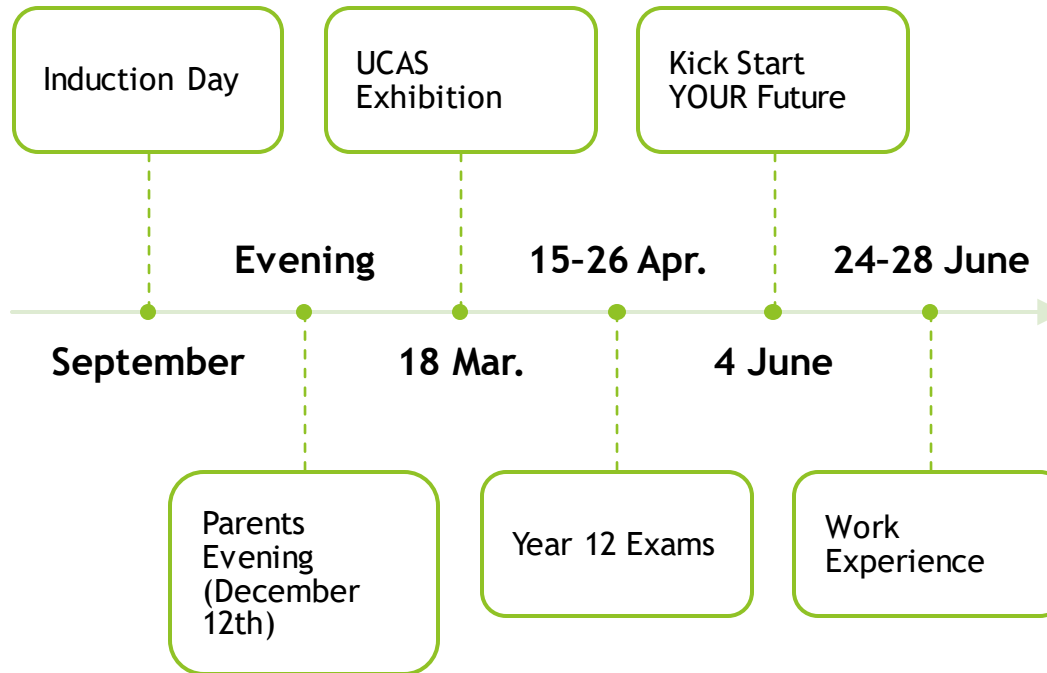 Induction Day
UCAS
Exhibition
Kick Start
YOUR Future
Evening
15–26 Apr.
24–28 June
September
18 Mar.
4 June
Parents
Evening
(December
12th)
Year 12 Exams
Work
Experience